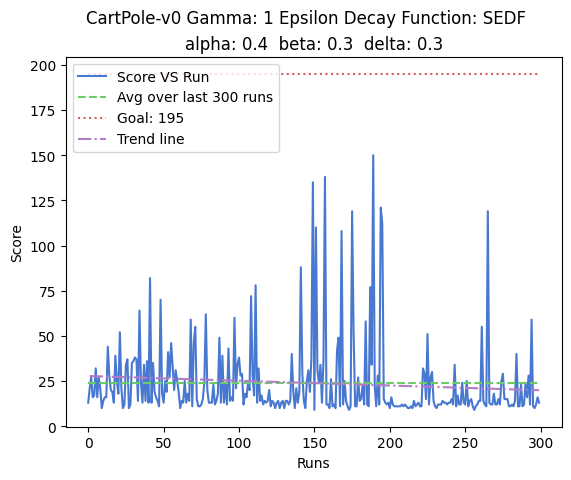 CartPole-v0 Gamma: 1 Epsilon Decay Function: SEDF
alpha: 0.4 beta: 0.3 delta: 0.3
Score VS Run
Avg over last 300 runs
Goal: 195
Trend line
200
175
150
125
100
75
50
25
0
Score
0
50
100
150
200
250
300
Runs